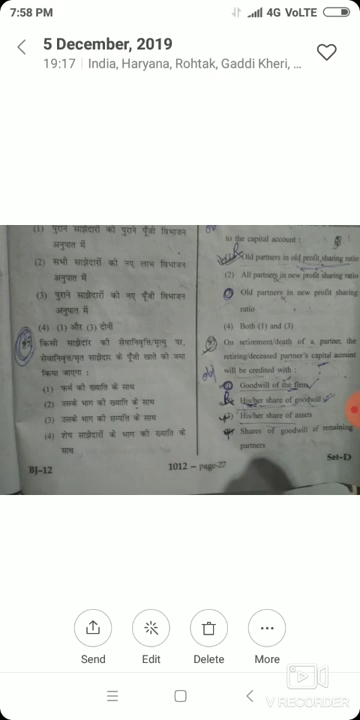 7:58 PM
4G VoLTE
5 December, 2019
19:17 | India, Haryana, Rohtak, Gaddi Kheri, ...
(1) पुराने साझेदारों को पुराने पूँजी विभाजन
अनुपात में
(2) सभी साझेदारों को नए लाभ विभाजन
अनुपात में
(3) पुराने साझेदारों को नए पूँजी विभाजन
अनुपात में
(4) (1) और (3) दोनों
किसी साझेदार की सेवानिवृत्ति/मृत्यु पर,
सेवानिवृत्त/मृत साझेदार के पूँजी खाते को जमा
किया जाएगा :
(1) फर्म की ख्याति के साथ
(2) उसके भाग की ख्याति के साथ
(3) उसके भाग की सम्पत्ति के साथ
(4) शेष साझेदारों के भाग की ख्याति के
साथ
BJ-12
to the capital account :
Old partners in old profit sharing ratio
(2) All partners in new profit sharing ratio
Old partners in new profit sharing
ratio
(4) Both (1) and (3)
On retirement/death of a partner, the
retiring/deceased partner's capital account
will be credited with :
Goodwill of the firm
His/her share of goodwill
His/her share of assets
Shares of goodwill of remaining
partners
1012 – page-27
Set-D
Send
Edit
Delete
More
V RECORDER